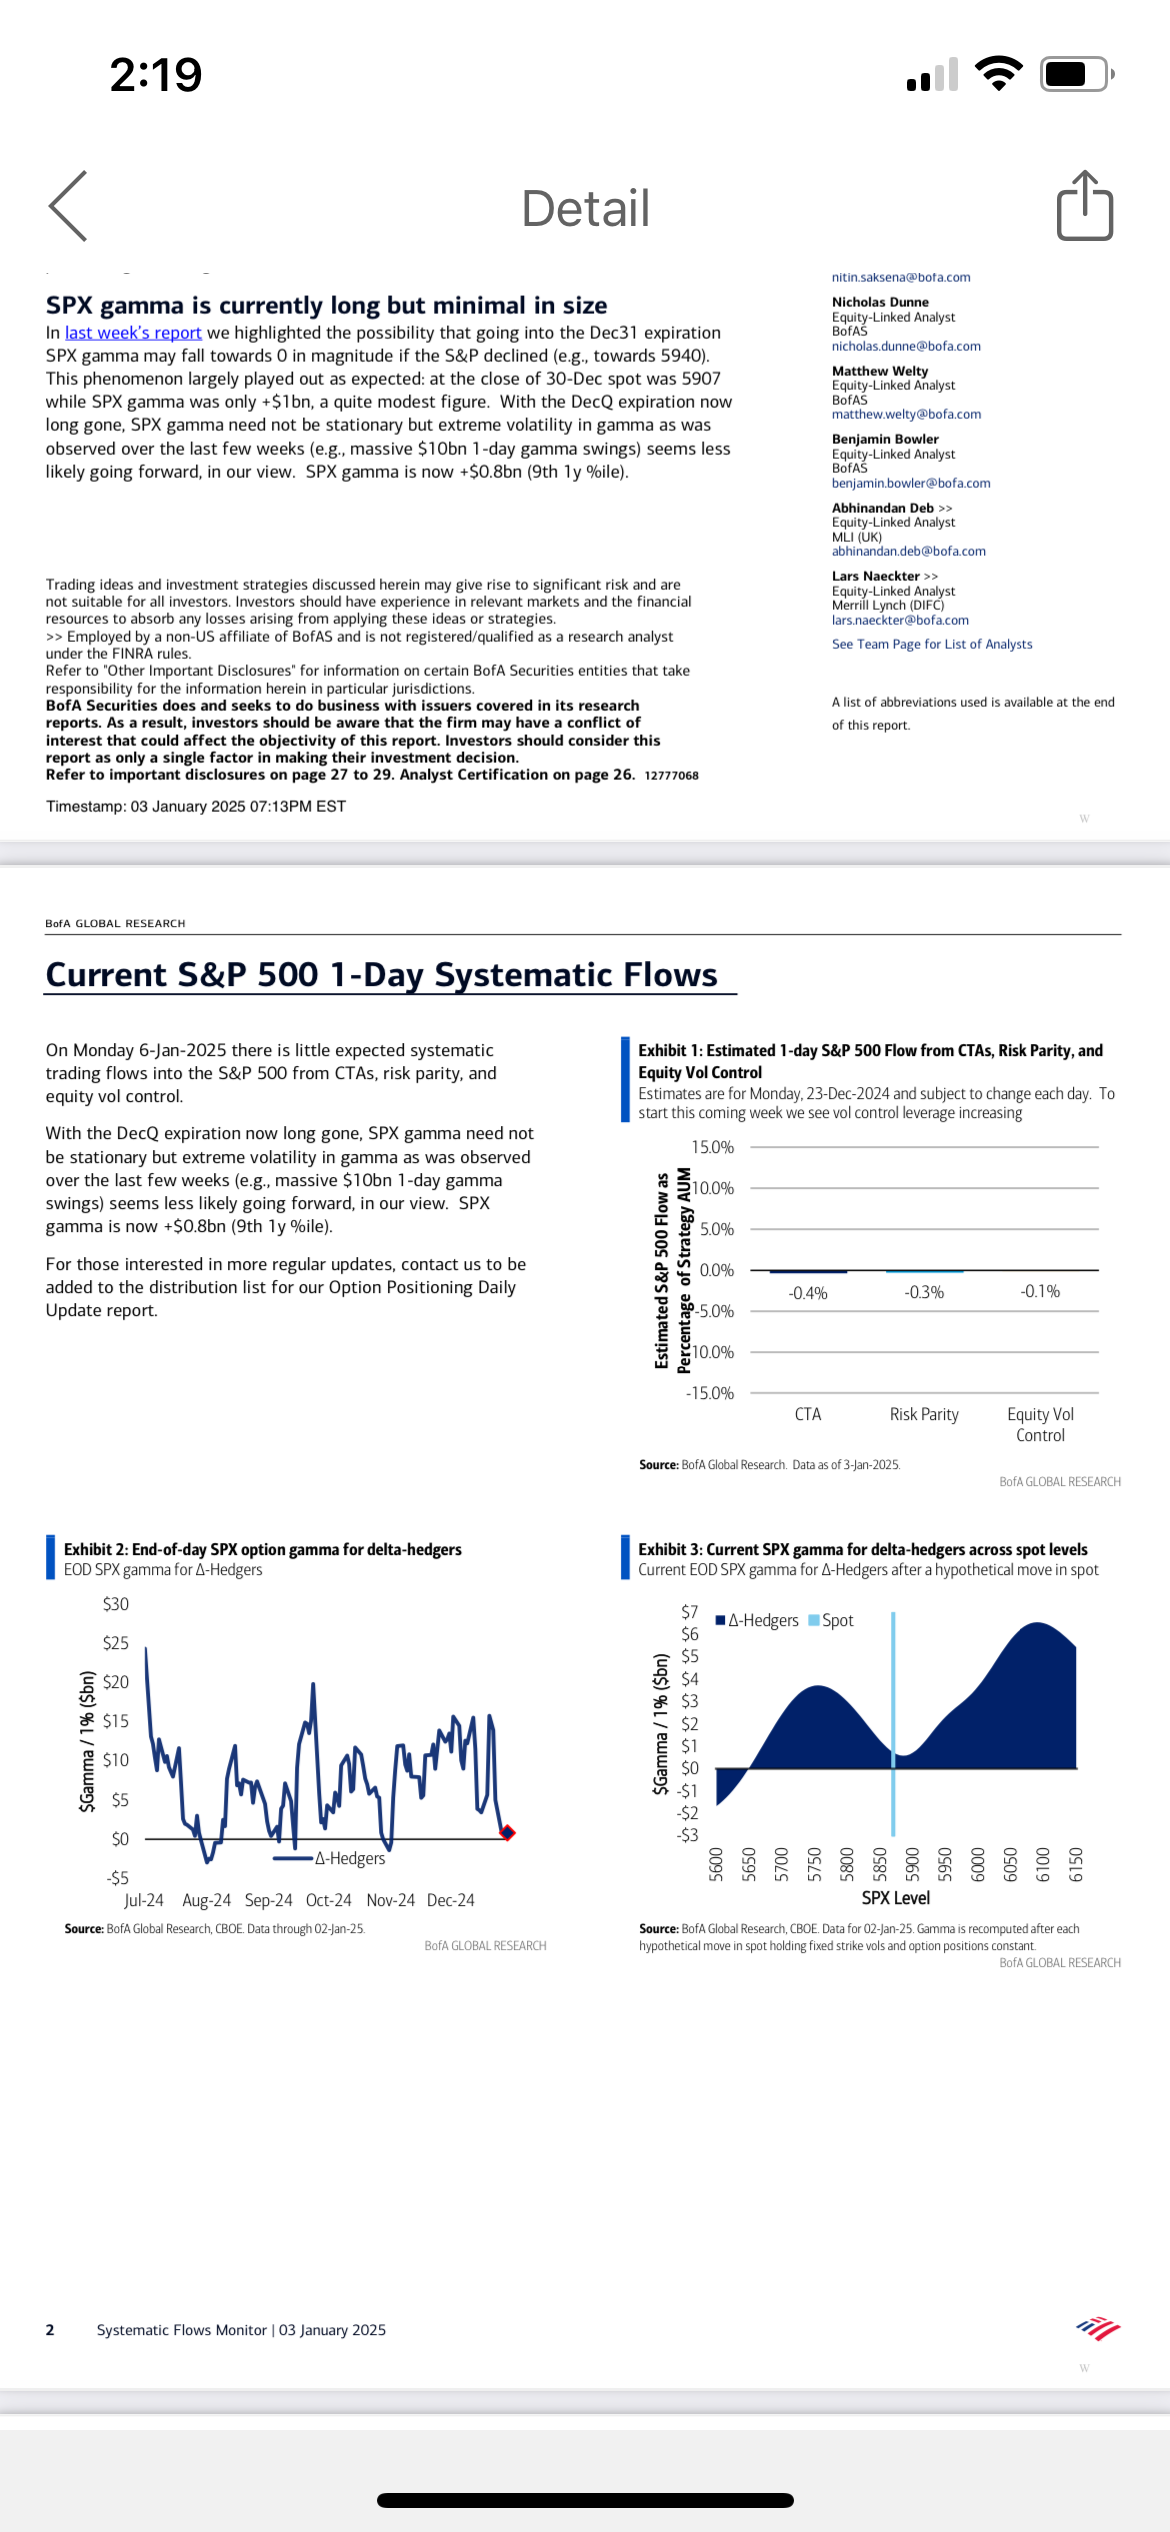 2:19
Detail
SPX gamma is currently long but minimal in size
In last week's report we highlighted the possibility that going into the Dec31 expiration
SPX gamma may fall towards 0 in magnitude if the S&P declined (e.g., towards 5940).
This phenomenon largely played out as expected: at the close of 30-Dec spot was 5907
while SPX gamma was only +$1bn, a quite modest figure.  With the DecQ expiration now
long gone, SPX gamma need not be stationary but extreme volatility in gamma as was
observed over the last few weeks (e.g., massive $10bn 1-day gamma swings) seems less
likely going forward, in our view.  SPX gamma is now +$0.8bn (9th 1y %ile).
Trading ideas and investment strategies discussed herein may give rise to significant risk and are
not suitable for all investors. Investors should have experience in relevant markets and the financial
resources to absorb any losses arising from applying these ideas or strategies.
>> Employed by a non-US affiliate of BofAS and is not registered/qualified as a research analyst
under the FINRA rules.
Refer to "Other Important Disclosures" for information on certain BofA Securities entities that take
responsibility for the information herein in particular jurisdictions.
BofA Securities does and seeks to do business with issuers covered in its research
reports. As a result, investors should be aware that the firm may have a conflict of
interest that could affect the objectivity of this report. Investors should consider this
report as only a single factor in making their investment decision.
Refer to important disclosures on page 27 to 29. Analyst Certification on page 26. 12777068
Timestamp: 03 January 2025 07:13PM EST
nitin.saksena@bofa.com
Nicholas Dunne
Equity-Linked Analyst
BofAS
nicholas.dunne@bofa.com
Matthew Welty
Equity-Linked Analyst
BofAS
matthew.welty@bofa.com
Benjamin Bowler
Equity-Linked Analyst
BofAS
benjamin.bowler@bofa.com
Abhinandan Deb >>
Equity-Linked Analyst
MLI (UK)
abhinandan.deb@bofa.com
Lars Naeckter >>
Equity-Linked Analyst
Merrill Lynch (DIFC)
lars.naeckter@bofa.com
See Team Page for List of Analysts
A list of abbreviations used is available at the end
of this report.
W
BofA GLOBAL RESEARCH
Current S&P 500 1-Day Systematic Flows
On Monday 6-Jan-2025 there is little expected systematic
trading flows into the S&P 500 from CTAs, risk parity, and
equity vol control.
With the DecQ expiration now long gone, SPX gamma need not
be stationary but extreme volatility in gamma as was observed
over the last few weeks (e.g., massive $10bn 1-day gamma
swings) seems less likely going forward, in our view.  SPX
gamma is now +$0.8bn (9th 1y %ile).
For those interested in more regular updates, contact us to be
added to the distribution list for our Option Positioning Daily
Update report.
Exhibit 1: Estimated 1-day S&P 500 Flow from CTAs, Risk Parity, and
Equity Vol Control
Estimates are for Monday, 23-Dec-2024 and subject to change each day.  To
start this coming week we see vol control leverage increasing
Estimated S&P 500 Flow as
Percentage of Strategy AUM
15.0%
10.0%
5.0%
0.0%
-5.0%
10.0%
-15.0%
-0.4%
-0.3%
-0.1%
CTA
Risk Parity
Equity Vol
Control
Source: BofA Global Research.  Data as of 3-Jan-2025.
BofA GLOBAL RESEARCH
Exhibit 2: End-of-day SPX option gamma for delta-hedgers
EOD SPX gamma for Δ-Hedgers
$Gamma / 1% ($bn)
$30
$25
$20
$15
$10
$5
$0
-$5
Δ-Hedgers
Jul-24 Aug-24 Sep-24 Oct-24 Nov-24 Dec-24
Source: BofA Global Research, CBOE. Data through 02-Jan-25.
BofA GLOBAL RESEARCH
Exhibit 3: Current SPX gamma for delta-hedgers across spot levels
Current EOD SPX gamma for Δ-Hedgers after a hypothetical move in spot
$Gamma / 1% ($bn)
$7
$6
$5
$4
$3
$2
$1
$0
-$1
-$2
-$3
Δ-Hedgers Spot
5600 5650 5700 5750 5800 5850 5900 5950 6000 6050 6100 6150
SPX Level
Source: BofA Global Research, CBOE. Data for 02-Jan-25. Gamma is recomputed after each
hypothetical move in spot holding fixed strike vols and option positions constant.
BofA GLOBAL RESEARCH
2 Systematic Flows Monitor | 03 January 2025
W